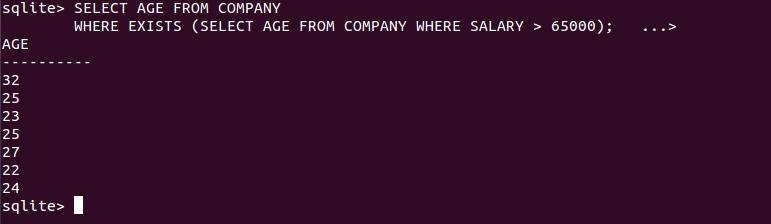 sqlite> SELECT AGE FROM COMPANY
        WHERE EXISTS (SELECT AGE FROM COMPANY WHERE SALARY > 65000);   ...>
AGE
----------
32
25
23
25
27
22
24
sqlite>